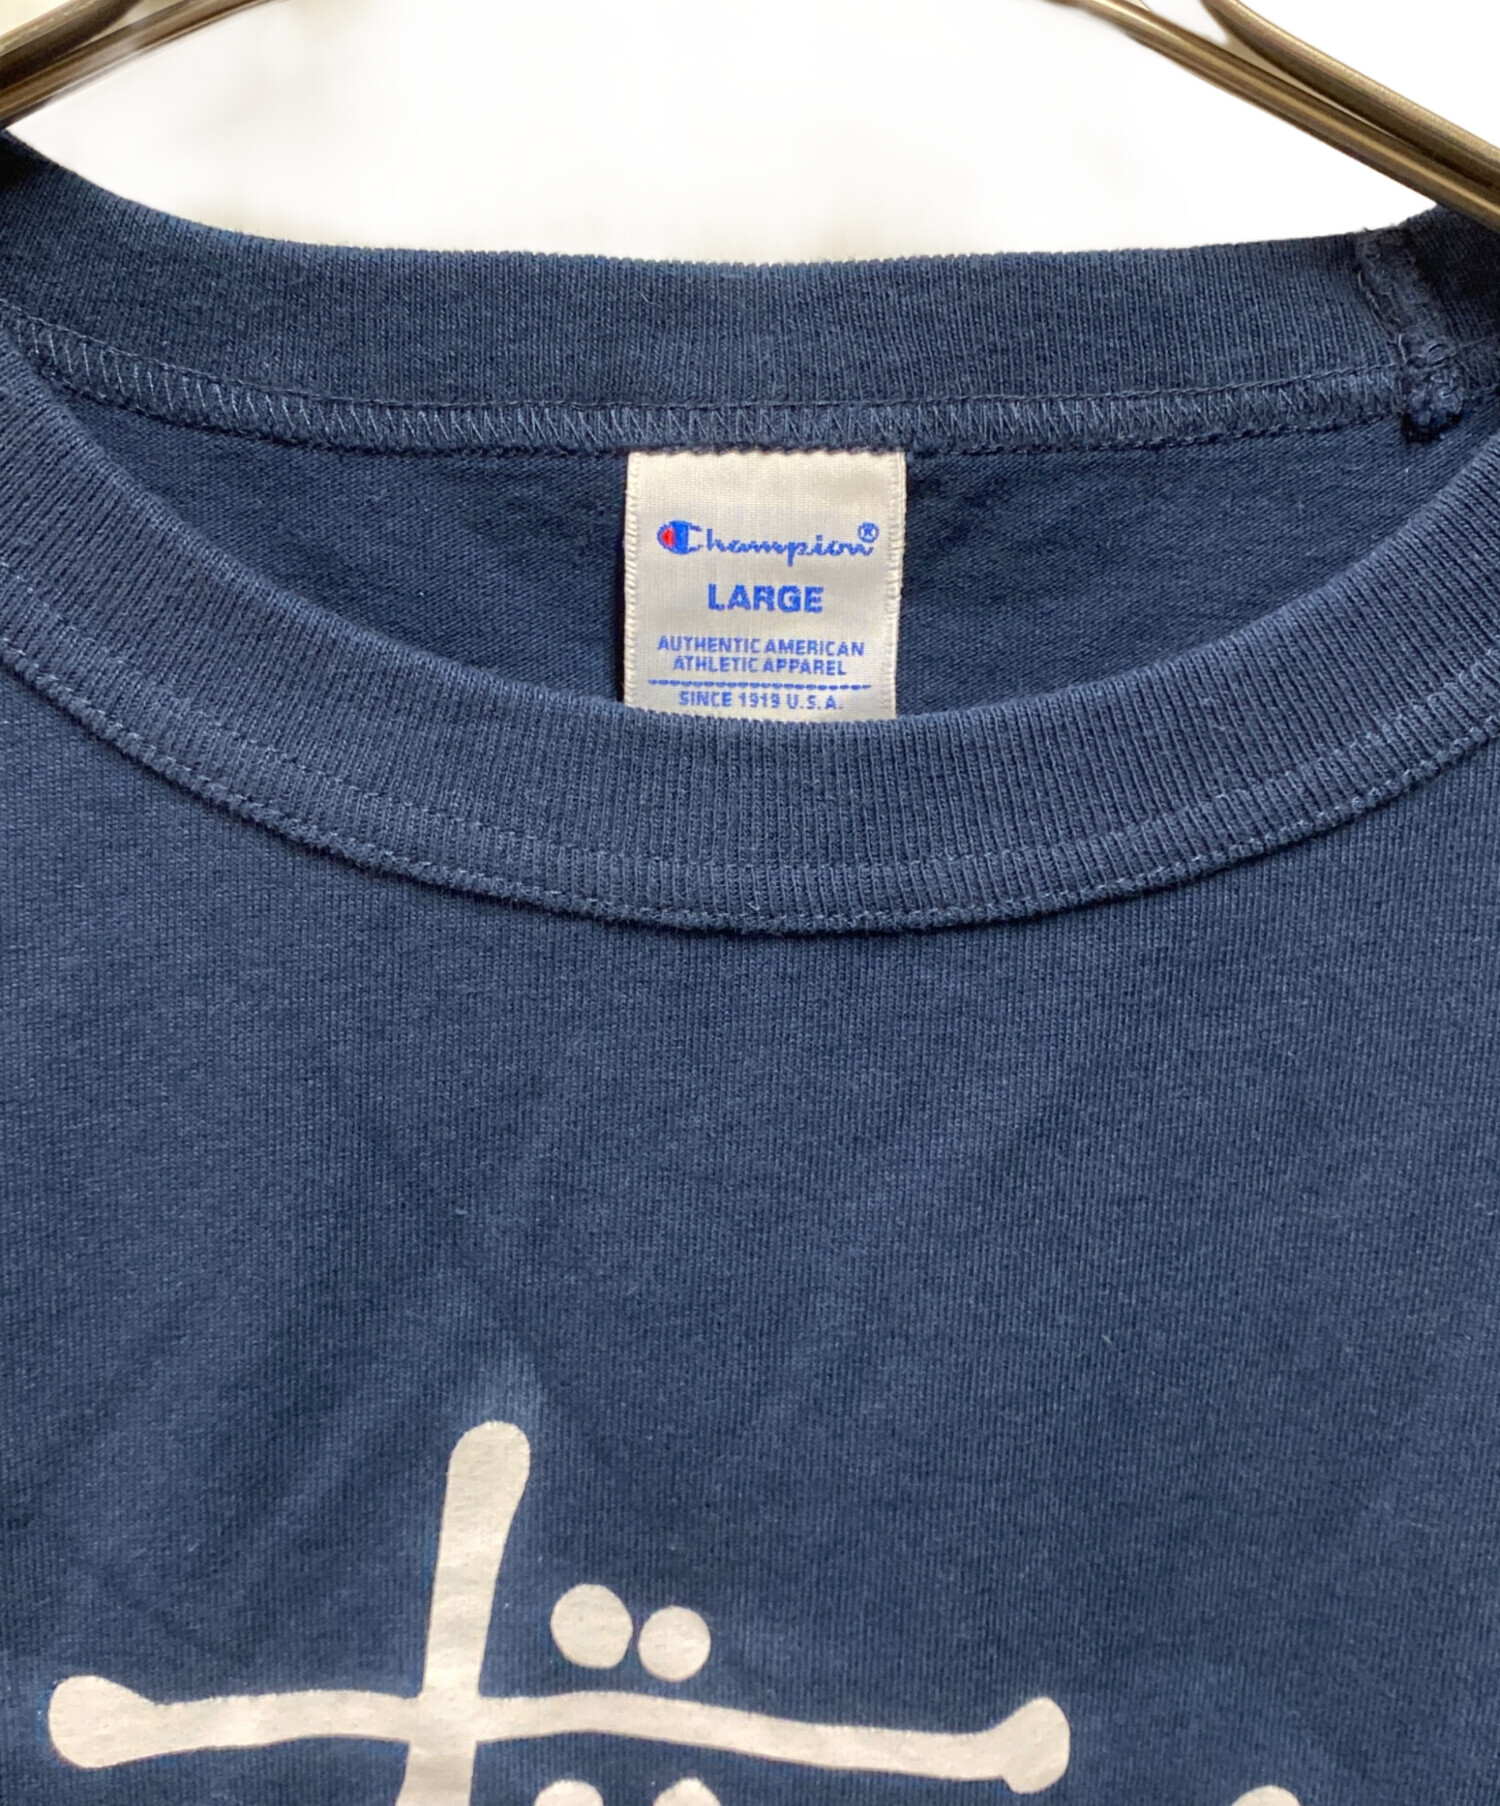 Champion®
LARGE
AUTHENTIC AMERICAN
ATHLETIC APPAREL
SINCE 1919 U.S.A.